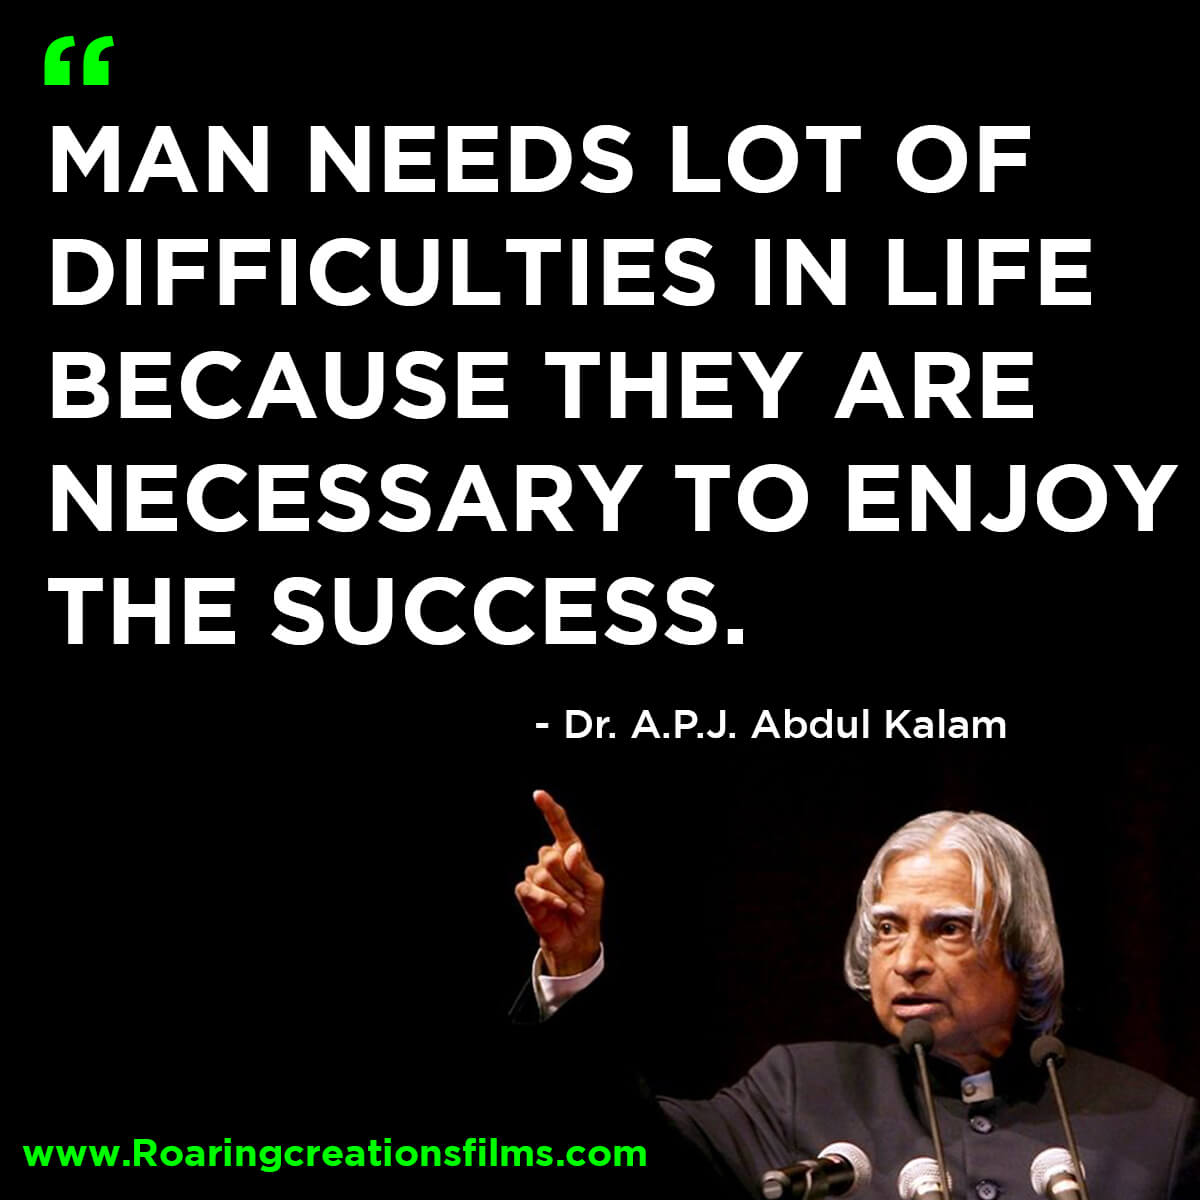 “
MAN NEEDS LOT OF
DIFFICULTIES IN LIFE
BECAUSE THEY ARE
NECESSARY TO ENJOY
THE SUCCESS.
- Dr. A.P.J. Abdul Kalam
www.Roaringcreationsfilms.com